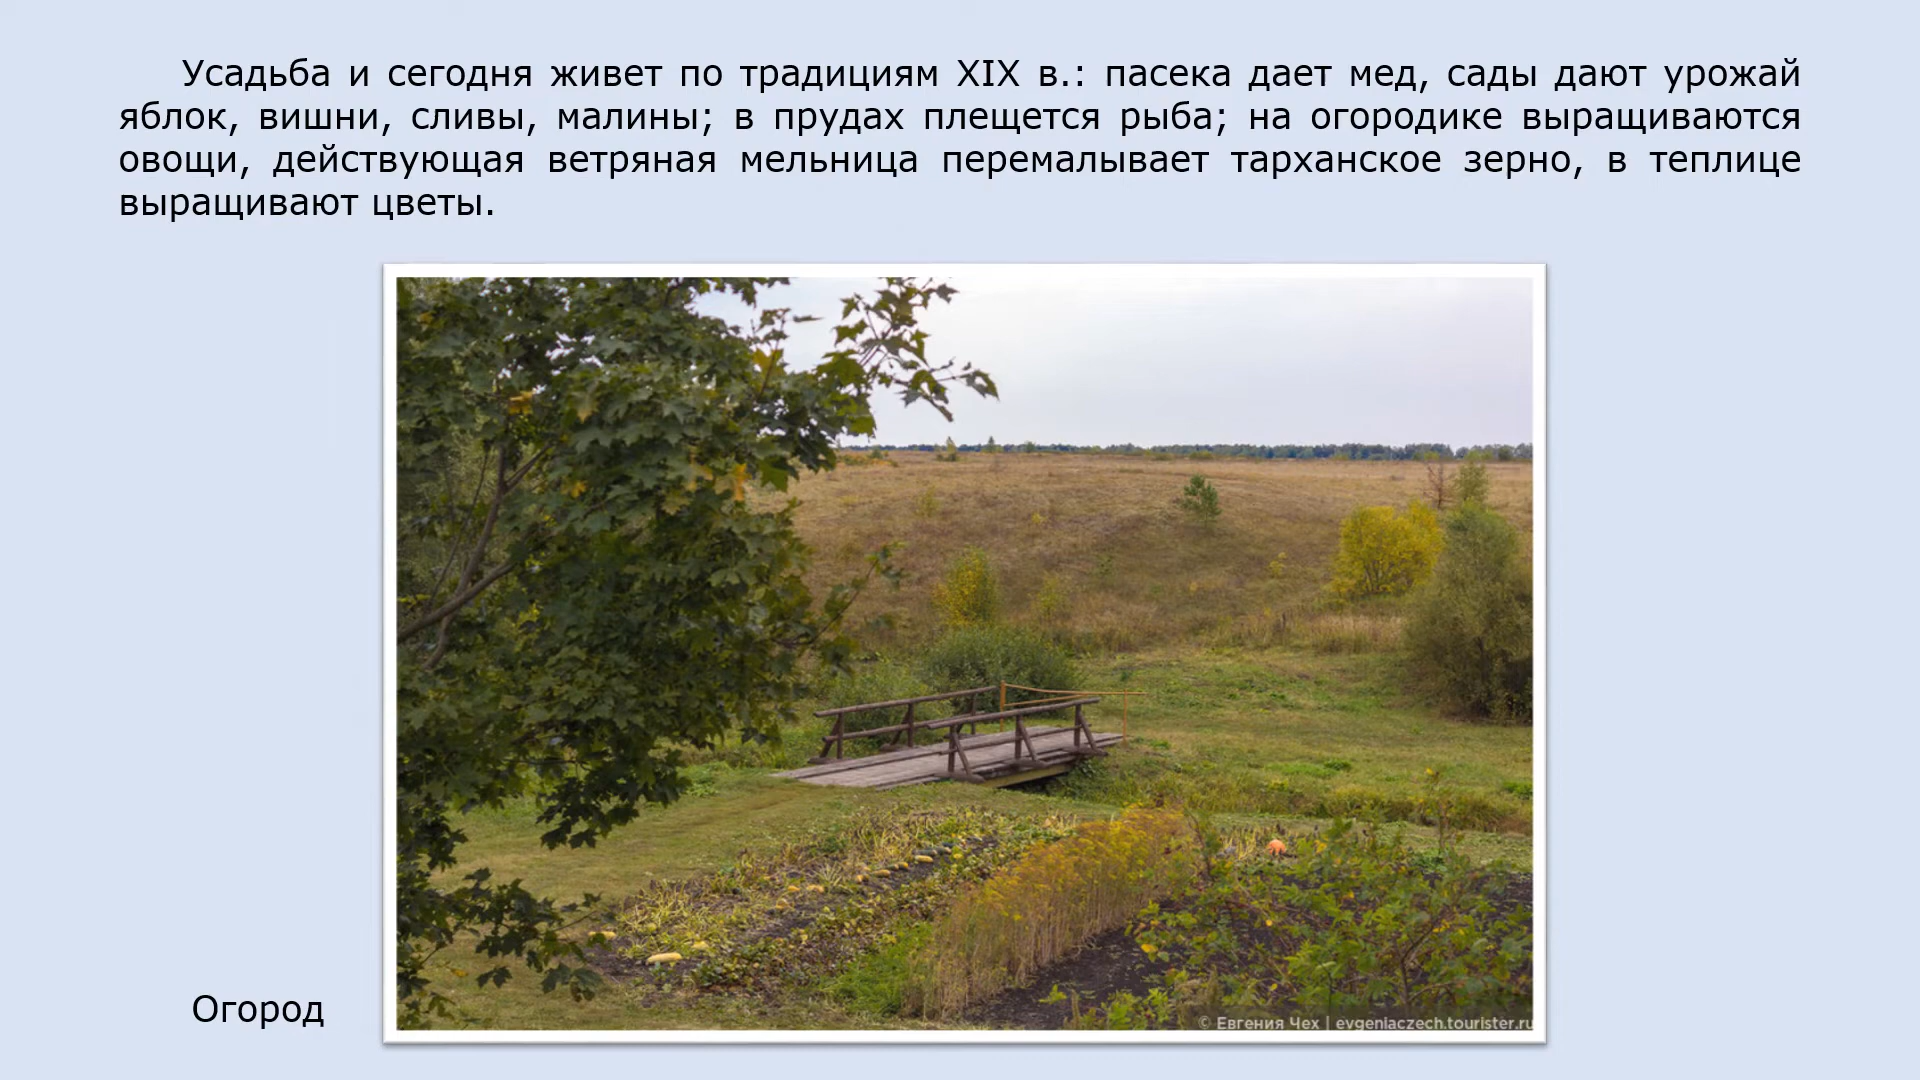 Усадьба и сегодня живет по традициям XIX в.: пасека дает мед, сады дают урожай
яблок, вишни, сливы, малины; в прудах плещется рыба; на огородике выращиваются
овощи, действующая ветряная мельница перемалывает тарханское зерно, в теплице
выращивают цветы.
Огород
© Евгения Чех | evgeniaczech.tourister.ru